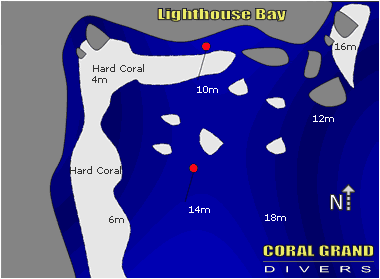 Lighthouse Bay
16m
Hard Coral
4m
10m
12m
Hard Coral
14m
6m
18m
N
CORAL GRAND
DIVERS